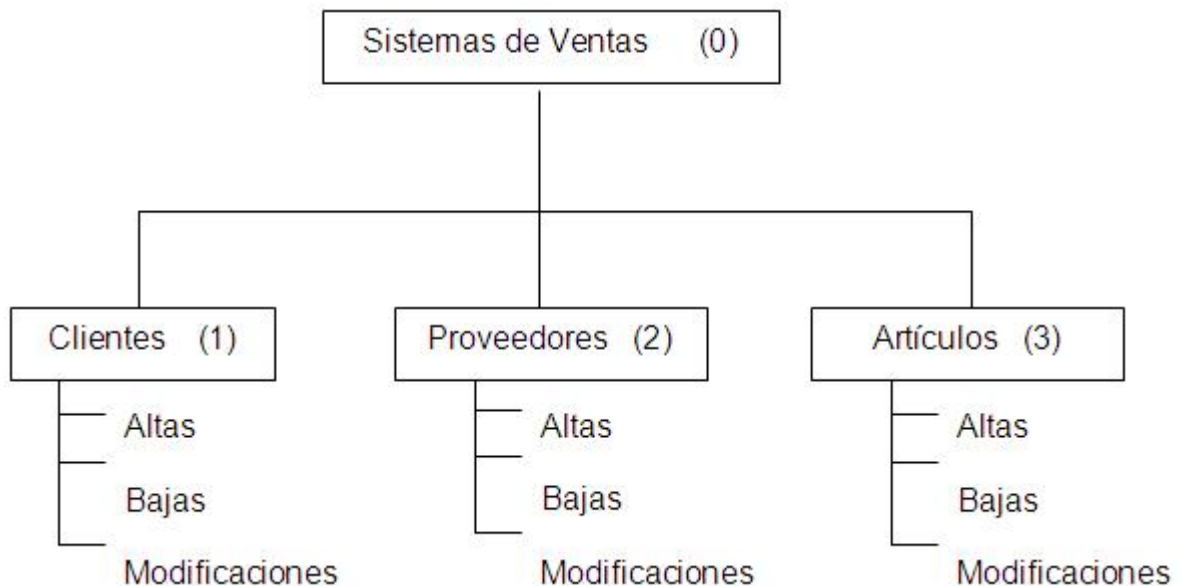 Sistemas de Ventas (0)
Clientes (1)
Proveedores (2)
Artículos (3)
Altas
Bajas
Modificaciones
Altas
Bajas
Modificaciones
Altas
Bajas
Modificaciones